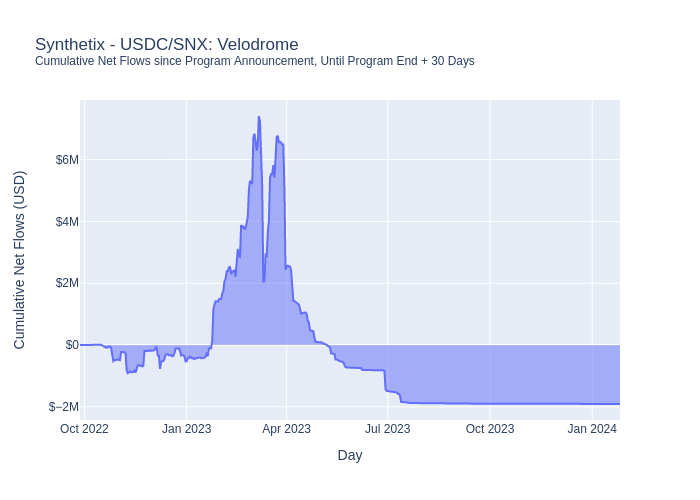 Synthetix - USDC/SNX: Velodrome
Cumulative Net Flows since Program Announcement, Until Program End + 30 Days
Cumulative Net Flows (USD)
$6M
$4M
$2M
$0
$−2M
Oct 2022 Jan 2023 Apr 2023 Jul 2023 Oct 2023 Jan 2024
Day